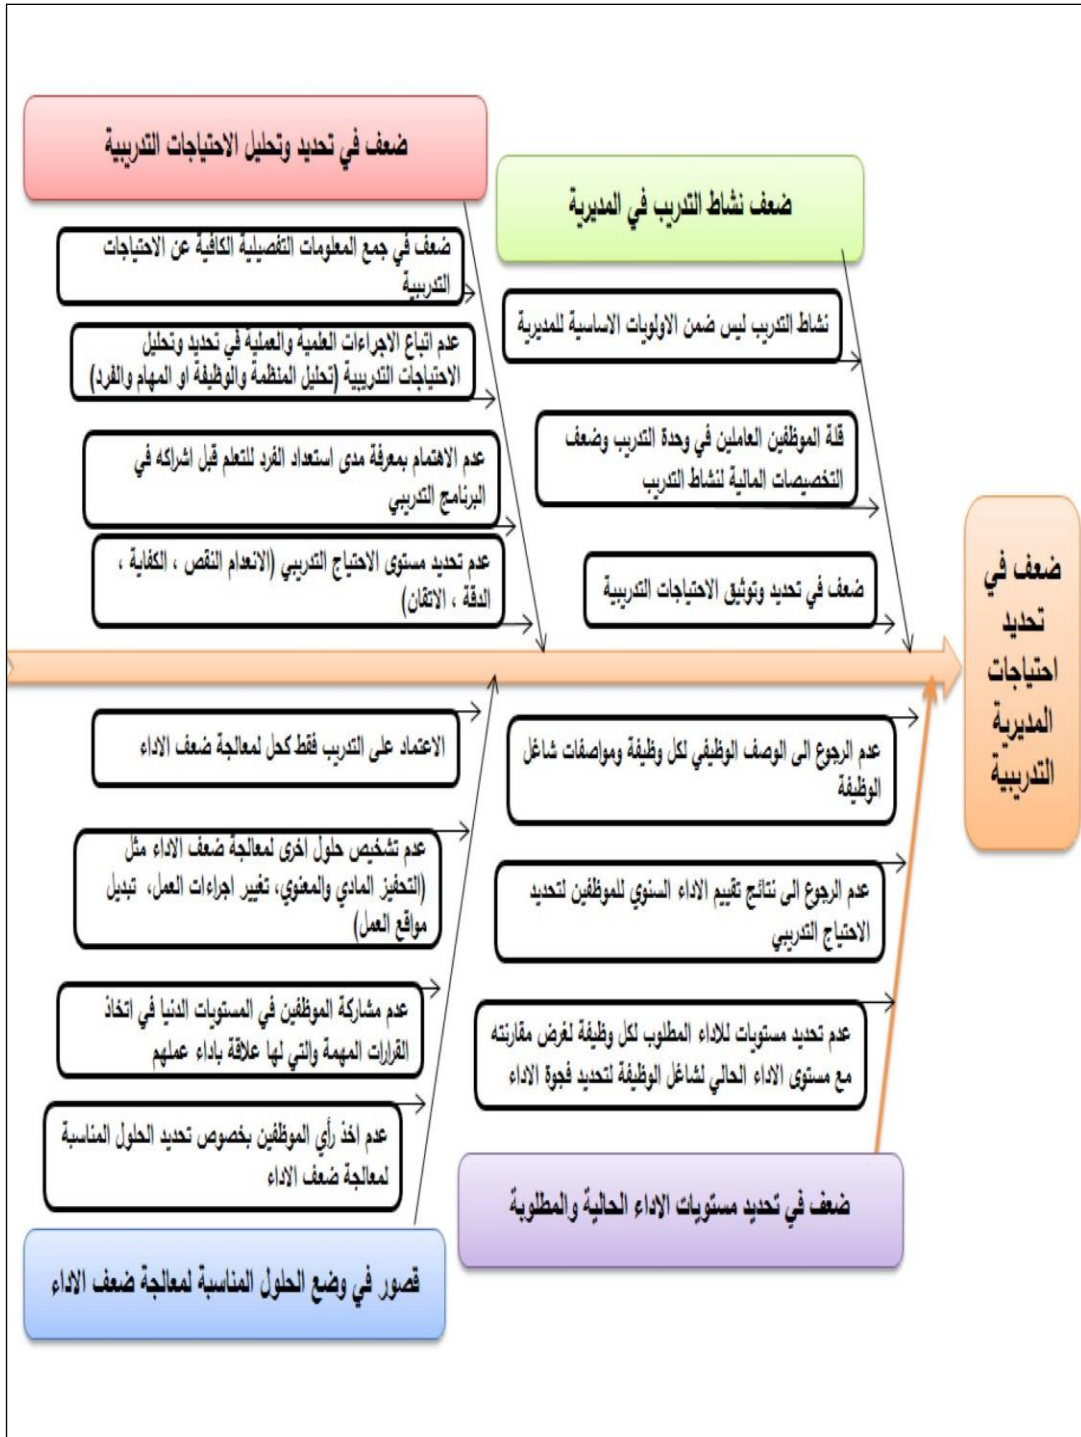 ضعف في تحديد وتحليل الاحتياجات التدريبية
ضعف في جمع المعلومات التفصيلية الكافية عن الاحتياجات
التدريبية
عدم اتباع الاجراءات العلمية والعملية في تحديد وتحليل
الاحتياجات التدريبية (تحليل المنظمة والوظيفة او المهام والفرد)
عدم الاهتمام بمعرفة مدى استعداد الفرد للتعلم قبل اشراكه في
البرنامج التدريبي
عدم تحديد مستوى الاحتياج التدريبي (الانعدام النقص ، الكفاية ،
الدقة ، الاتقان)
ضعف نشاط التدريب في المديرية
نشاط التدريب ليس ضمن الاولويات الاساسية للمديرية
قلة الموظفين العاملين في وحدة التدريب وضعف
التخصيصات المالية لنشاط التدريب
ضعف في تحديد وتوثيق الاحتياجات التدريبية
ضعف في
تحديد
احتياجات
المديرية
التدريبية
الاعتماد على التدريب فقط كحل لمعالجة ضعف الاداء
عدم تشخيص حلول اخرى لمعالجة ضعف الاداء مثل
(التحفيز المادي والمعنوي، تغيير اجراءات العمل، تبديل
مواقع العمل)
عدم مشاركة الموظفين في المستويات الدنيا في اتخاذ
القرارات المهمة والتي لها علاقة باداء عملهم
عدم اخذ رأي الموظفين بخصوص تحديد الحلول المناسبة
لمعالجة ضعف الاداء
قصور في وضع الحلول المناسبة لمعالجة ضعف الاداء
عدم الرجوع الى الوصف الوظيفي لكل وظيفة ومواصفات شاغل
الوظيفة
عدم الرجوع الى نتائج تقييم الاداء السنوي للموظفين لتحديد
الاحتياج التدريبي
عدم تحديد مستويات للاداء المطلوب لكل وظيفة لغرض مقارنته
مع مستوى الاداء الحالي لشاغل الوظيفة لتحديد فجوة الاداء
ضعف في تحديد مستويات الاداء الحالية والمطلوبة